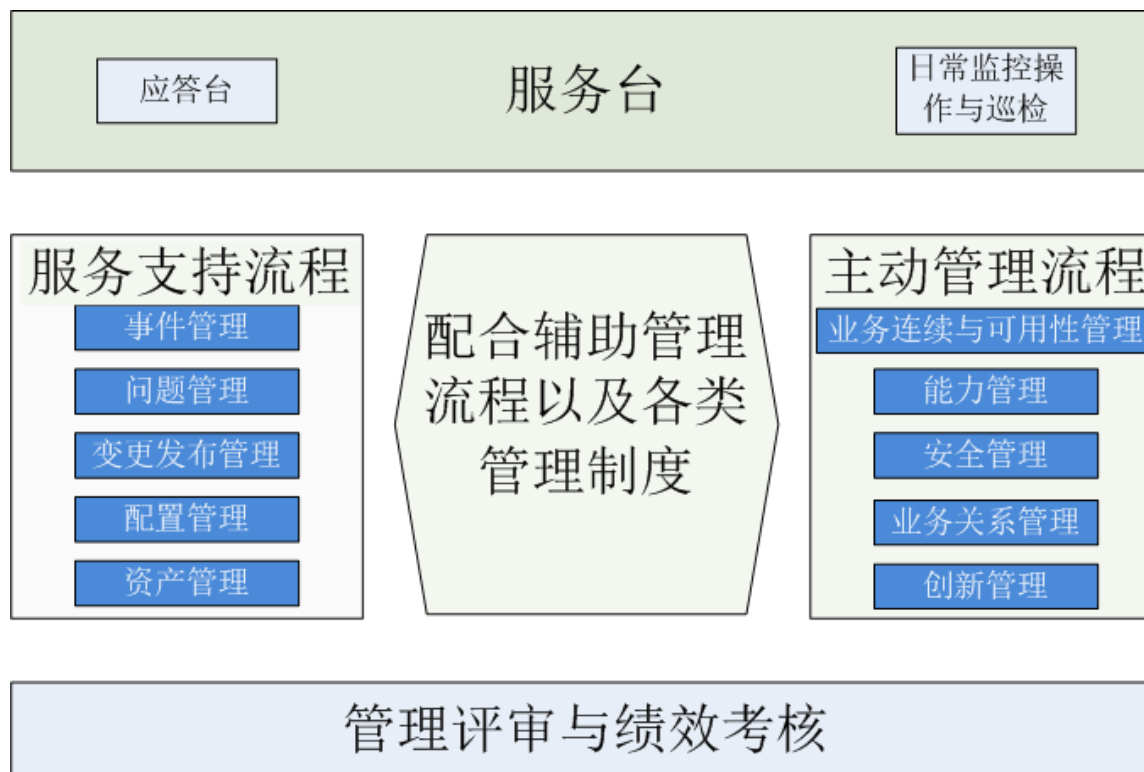 应答台
服务台
日常监控操
作与巡检
服务支持流程
事件管理
问题管理
变更发布管理
配置管理
资产管理
配合辅助管理
流程以及各类
管理制度
主动管理流程
业务连续与可用性管理
能力管理
安全管理
业务关系管理
创新管理
管理评审与绩效考核